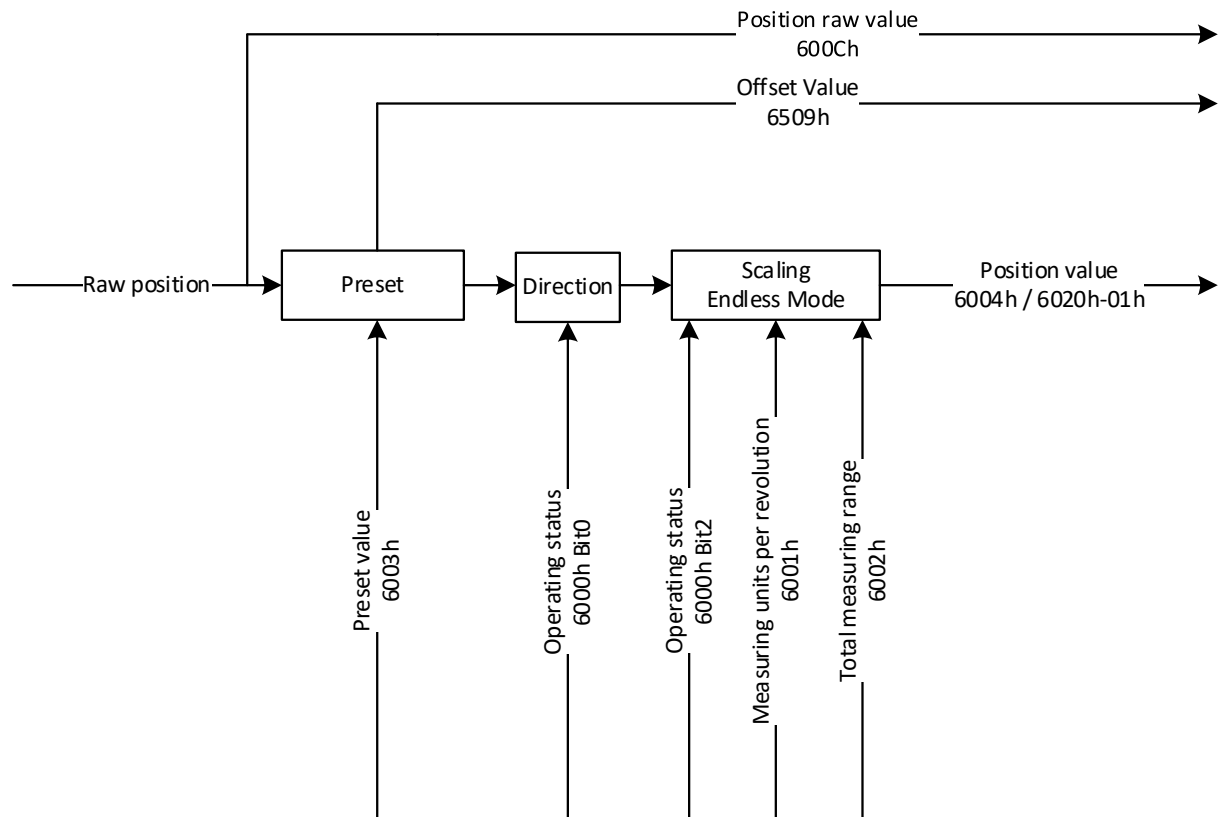 Position raw value
600Ch
Offset Value
6509h
Raw position
Preset
Direction
Scaling
Endless Mode
Position value
6004h / 6020h-01h
Preset value
6003h
Operating status
6000h Bit0
Operating status
6000h Bit2
Measuring units per revolution
6001h
Total measuring range
6002h